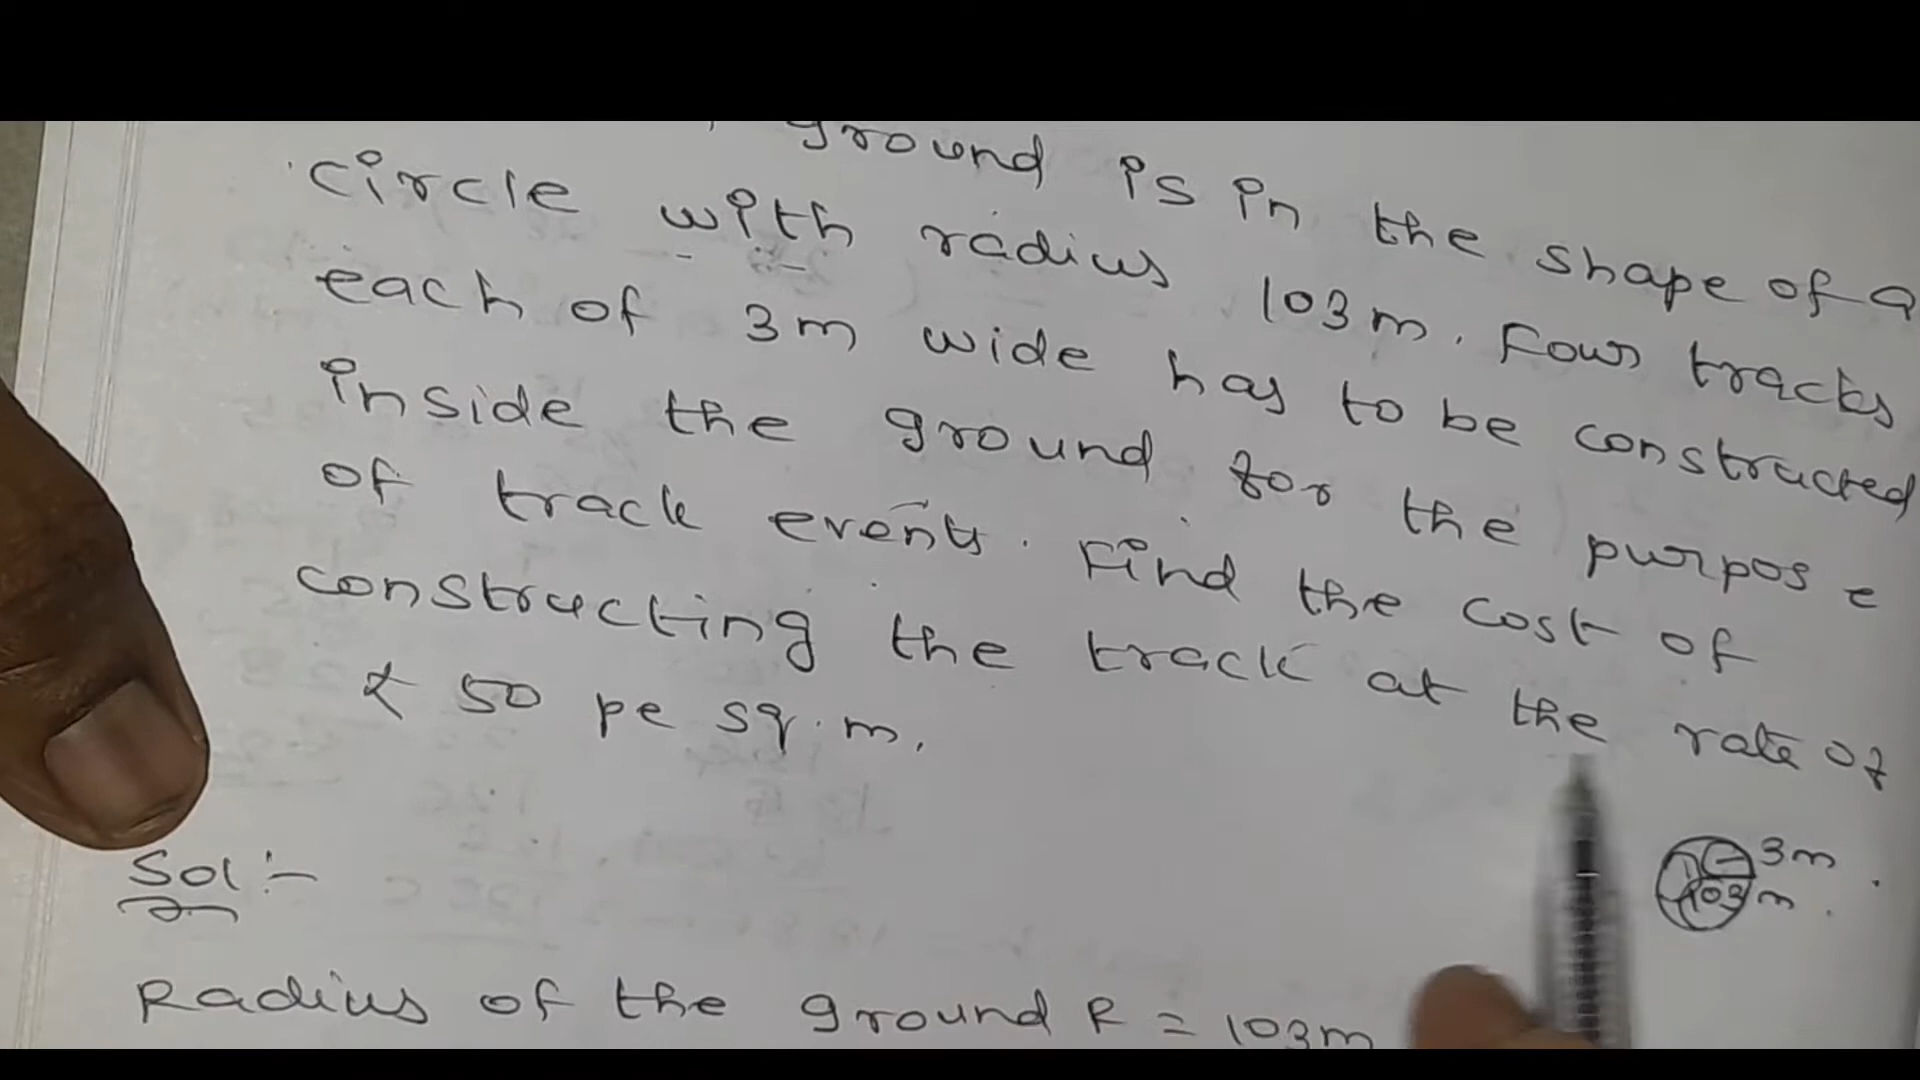 ground is in the shape of a
circle with radius 103m. Four tracks
each of 3m wide has to be constructed
inside the ground for the purpose
of track events. Find the cost of
constructing the track at the rate of
₹ 50 pe sq.m.
3m
103 m
Sol:-
Radius of the ground R = 103m